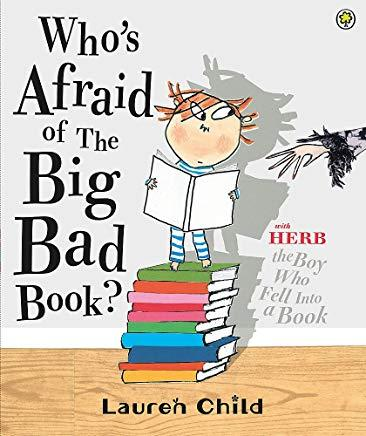 Who's
Afraid
of The
Big
Bad
Book?
with
HERB
the Boy
Who
Fell Into
a Book
Lauren Child